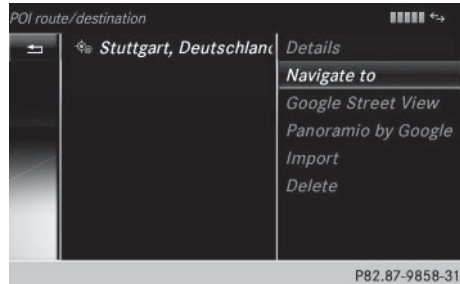 POI route/destination
Stuttgart, Deutschlan
Details
Navigate to
Google Street View
Panoramio by Google
Import
Delete
P82.87-9858-31